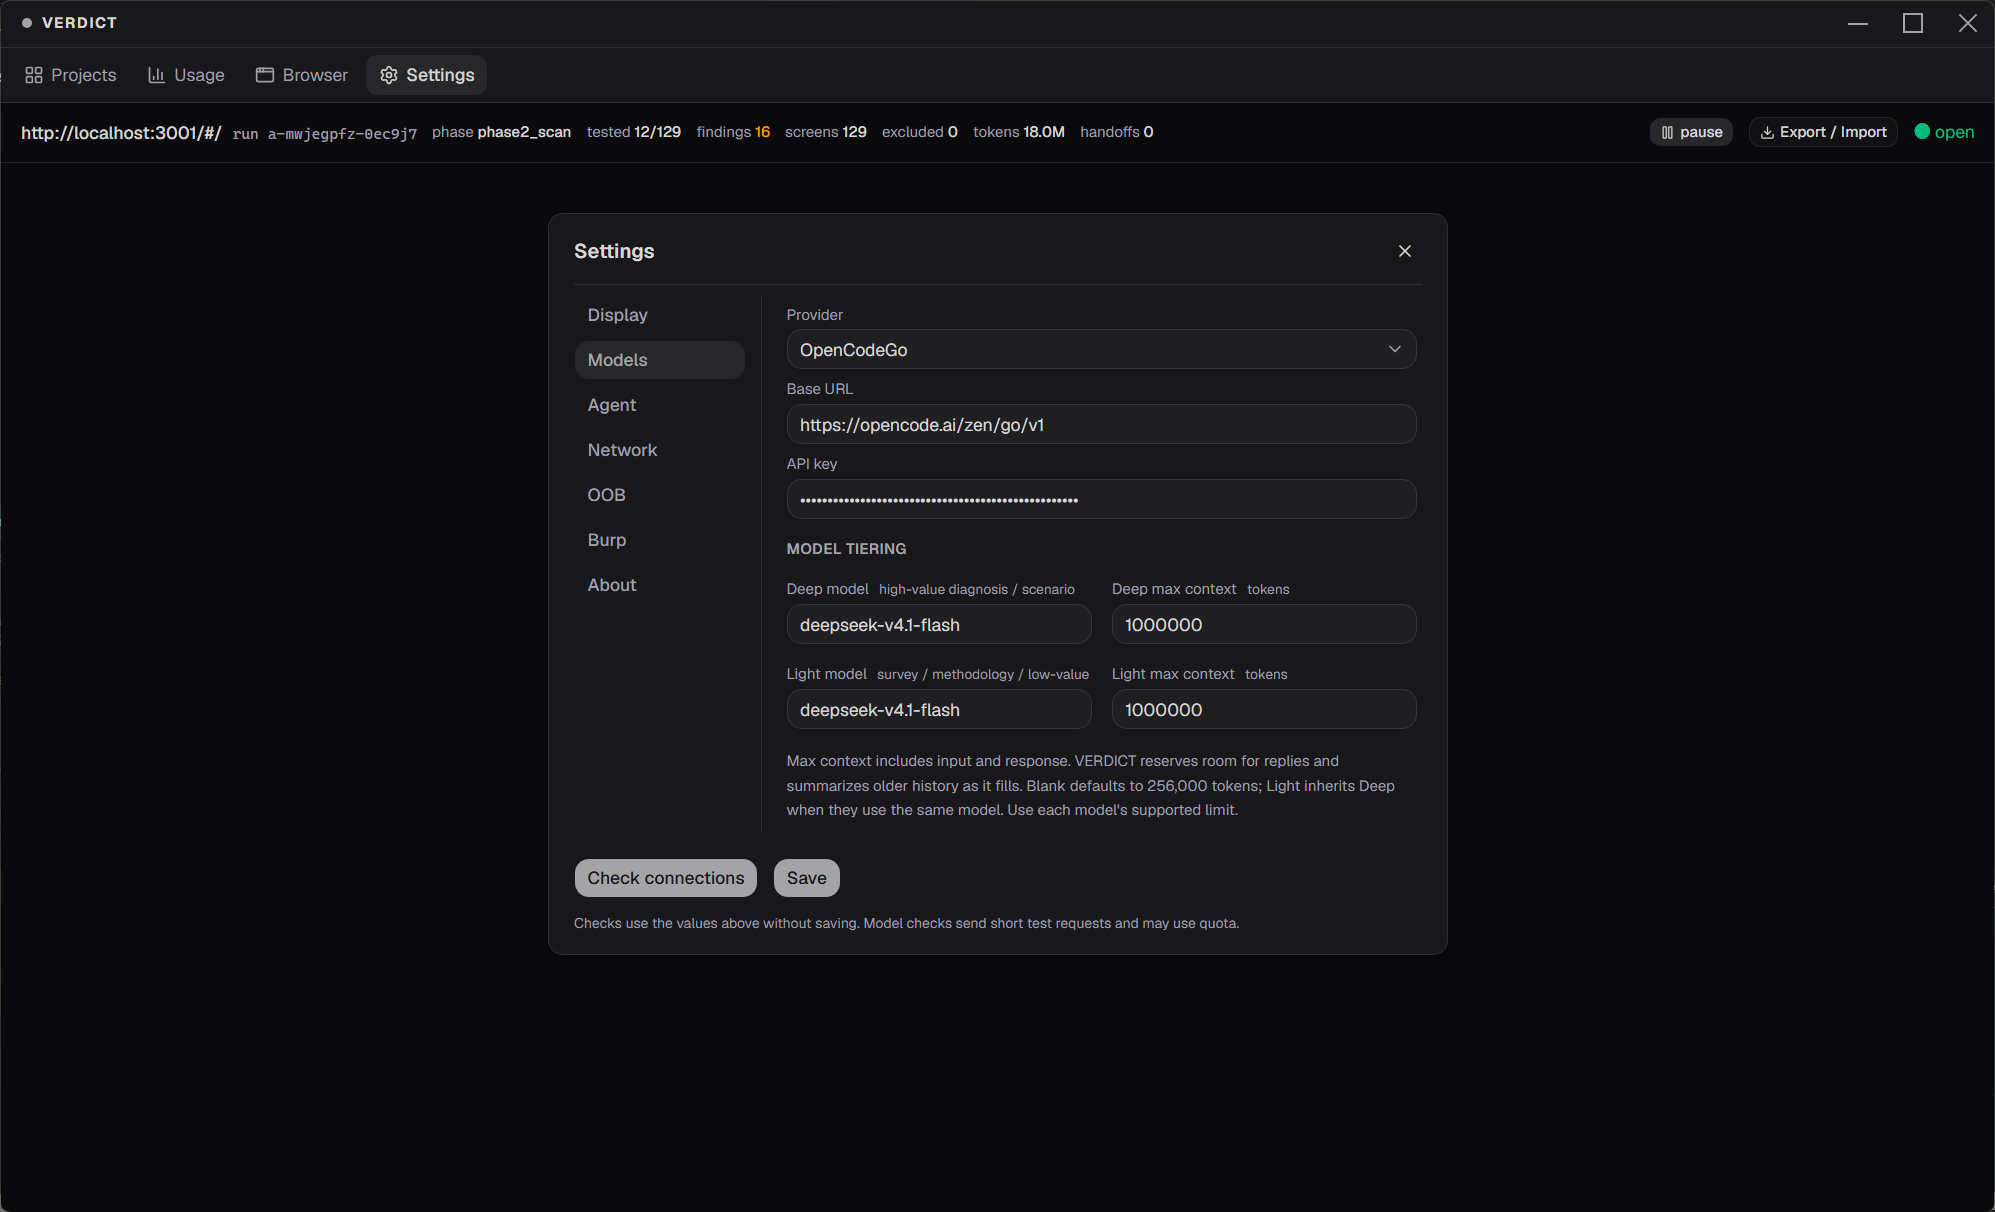 VERDICT
Projects Usage Browser Settings
http://localhost:3001/#/ run a-mwjegpfz-0ec9j7 phase phase2_scan tested 12/129 findings 16 screens 129 excluded 0 tokens 18.0M handoffs 0 pause Export / Import open
Settings
Display
Models
Agent
Network
OOB
Burp
About
Provider
OpenCodeGo
Base URL
https://opencode.ai/zen/go/v1
API key
MODEL TIERING
Deep model high-value diagnosis / scenario Deep max context tokens
deepseek-v4.1-flash 1000000
Light model survey / methodology / low-value Light max context tokens
deepseek-v4.1-flash 1000000
Max context includes input and response. VERDICT reserves room for replies and
summarizes older history as it fills. Blank defaults to 256,000 tokens; Light inherits Deep
when they use the same model. Use each model's supported limit.
Check connections Save
Checks use the values above without saving. Model checks send short test requests and may use quota.